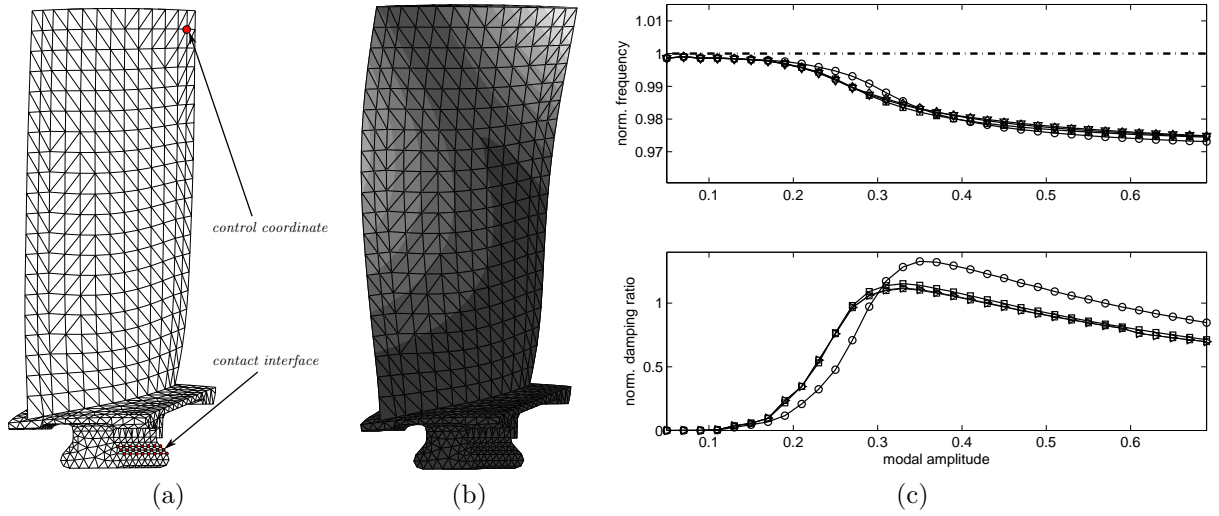 control coordinate
contact interface
norm. frequency
1.01
1
0.99
0.98
0.97
0.1 0.2 0.3 0.4 0.5 0.6
norm. damping ratio
1
0.5
0
0.1 0.2 0.3 0.4 0.5 0.6
modal amplitude
(a) (b) (c)